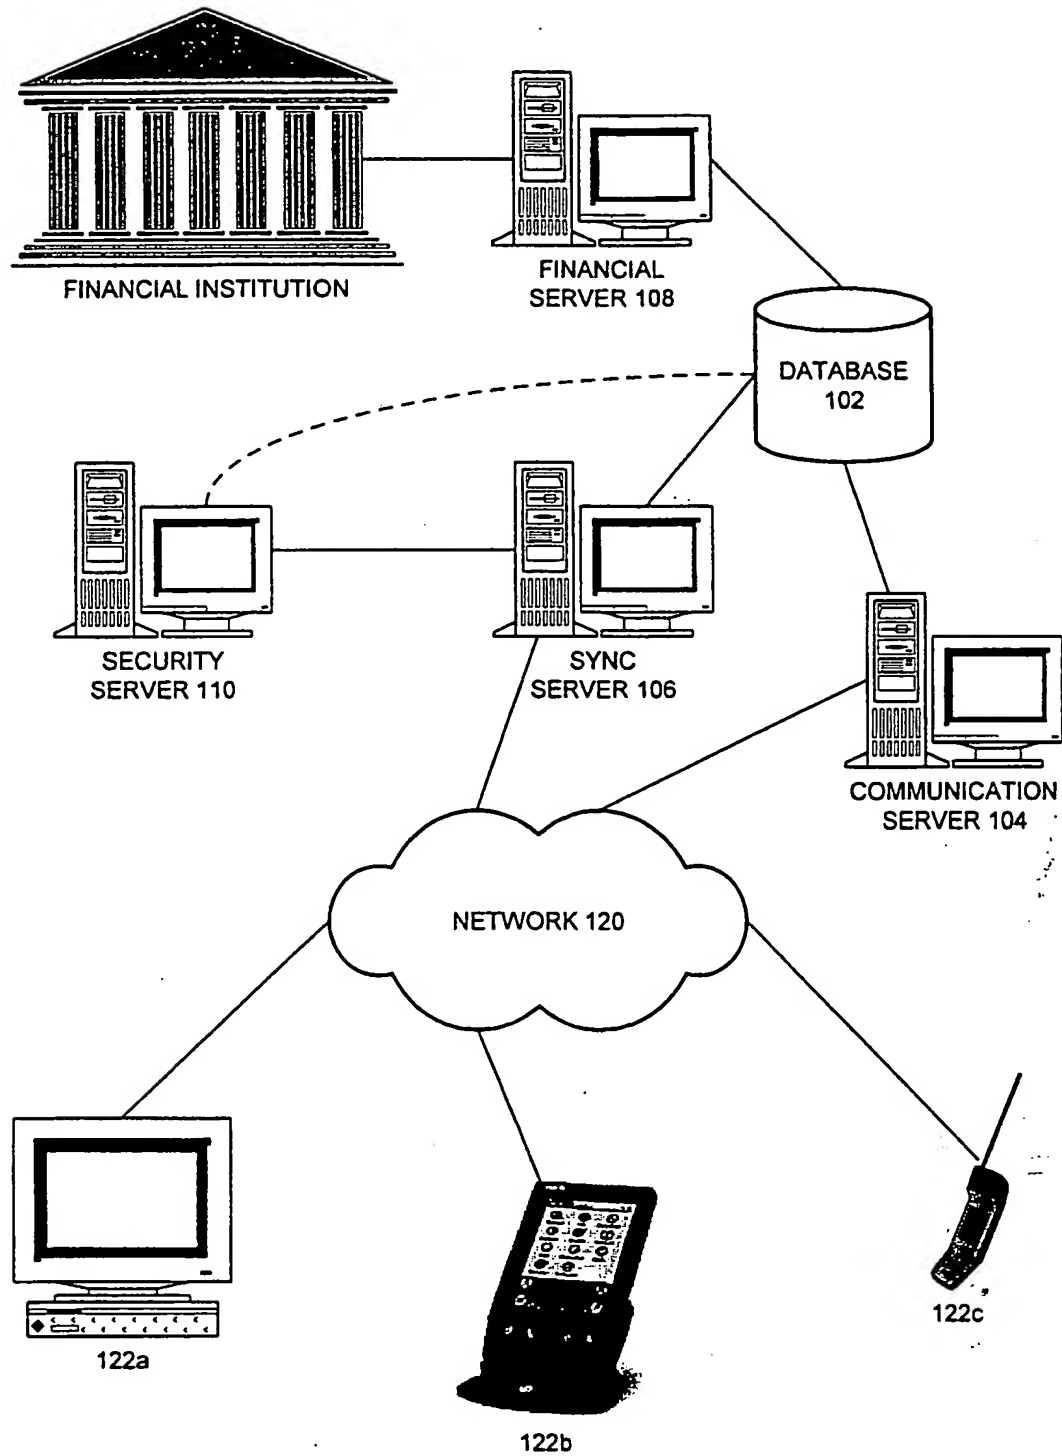 FINANCIAL INSTITUTION
FINANCIAL
SERVER 108
DATABASE
102
SECURITY
SERVER 110
SYNC
SERVER 106
COMMUNICATION
SERVER 104
NETWORK 120
122a
122b
122c